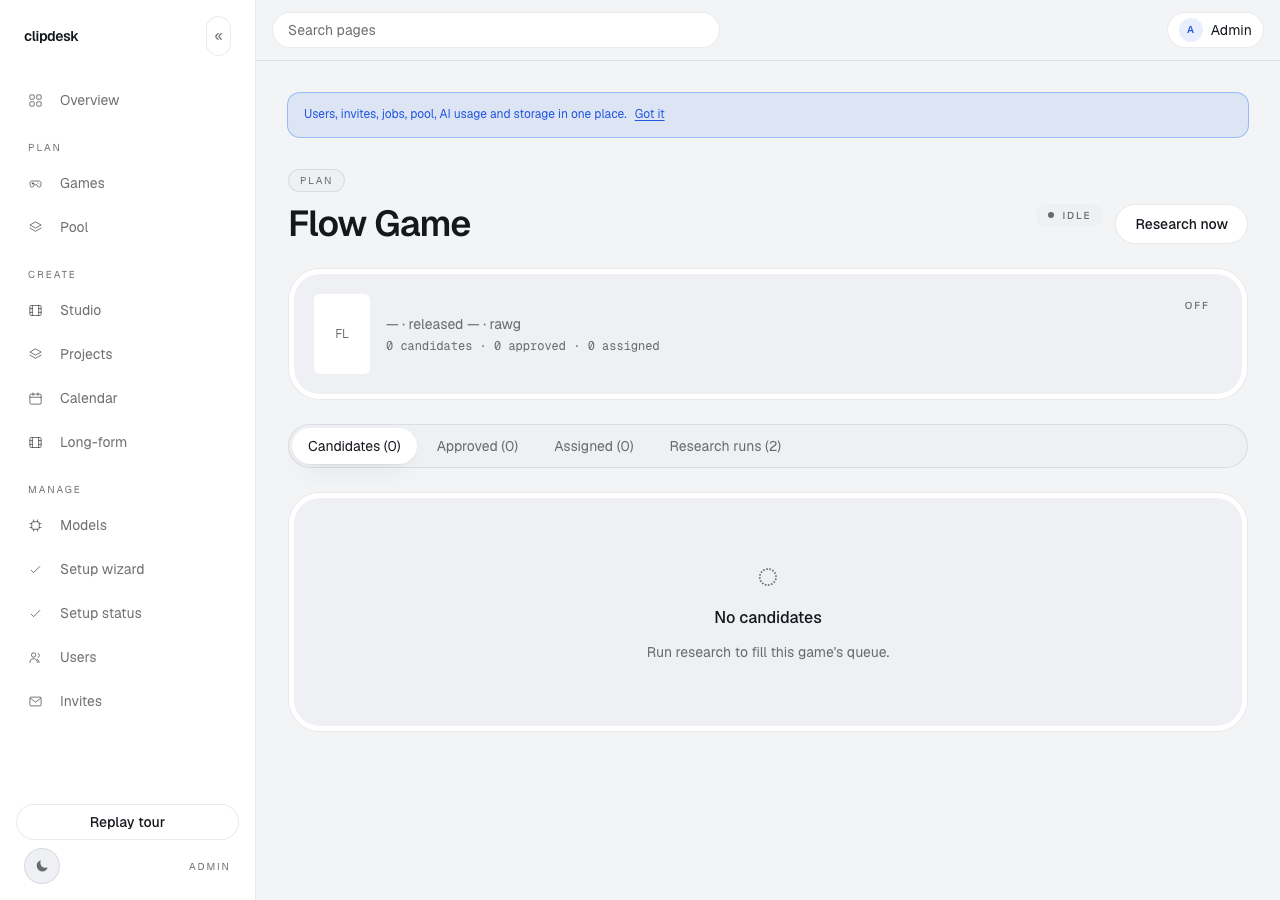 clipdesk
«
Search pages
A
Admin
Overview
PLAN
Games
Pool
CREATE
Studio
Projects
Calendar
Long-form
MANAGE
Models
Setup wizard
Setup status
Users
Invites
Replay tour
ADMIN
Users, invites, jobs, pool, AI usage and storage in one place. Got it
PLAN
Flow Game
IDLE
Research now
FL
— · released — · rawg
0 candidates · 0 approved · 0 assigned
OFF
Candidates (0) Approved (0) Assigned (0) Research runs (2)
No candidates
Run research to fill this game's queue.